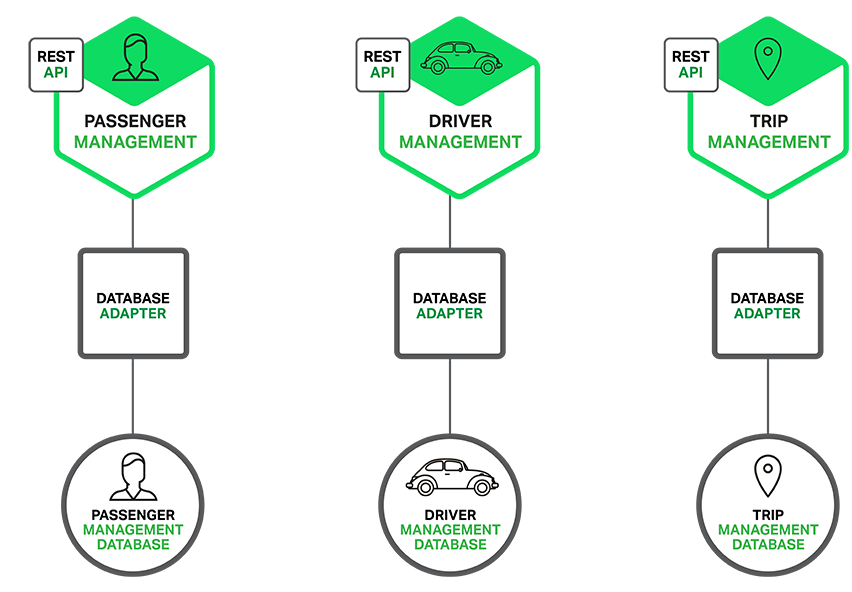 REST
API
PASSENGER
MANAGEMENT
REST
API
DRIVER
MANAGEMENT
REST
API
TRIP
MANAGEMENT
DATABASE
ADAPTER
DATABASE
ADAPTER
DATABASE
ADAPTER
PASSENGER
MANAGEMENT
DATABASE
DRIVER
MANAGEMENT
DATABASE
TRIP
MANAGEMENT
DATABASE